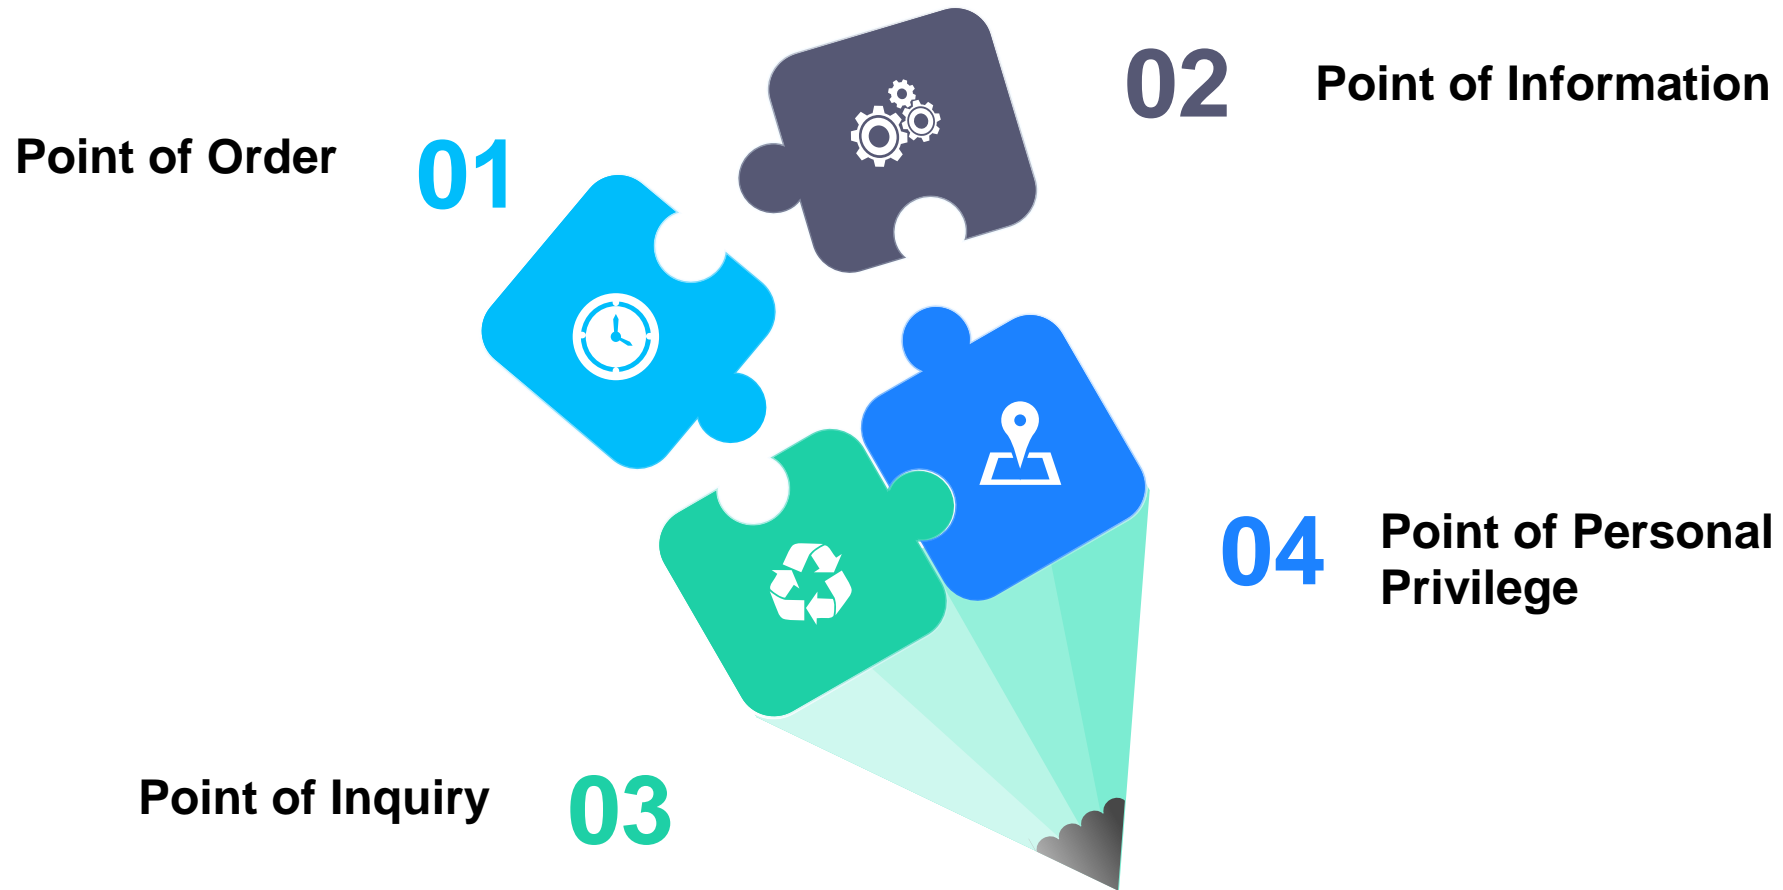 Point of Order
01
02
Point of Information
Point of Inquiry
03
04
Point of Personal
Privilege